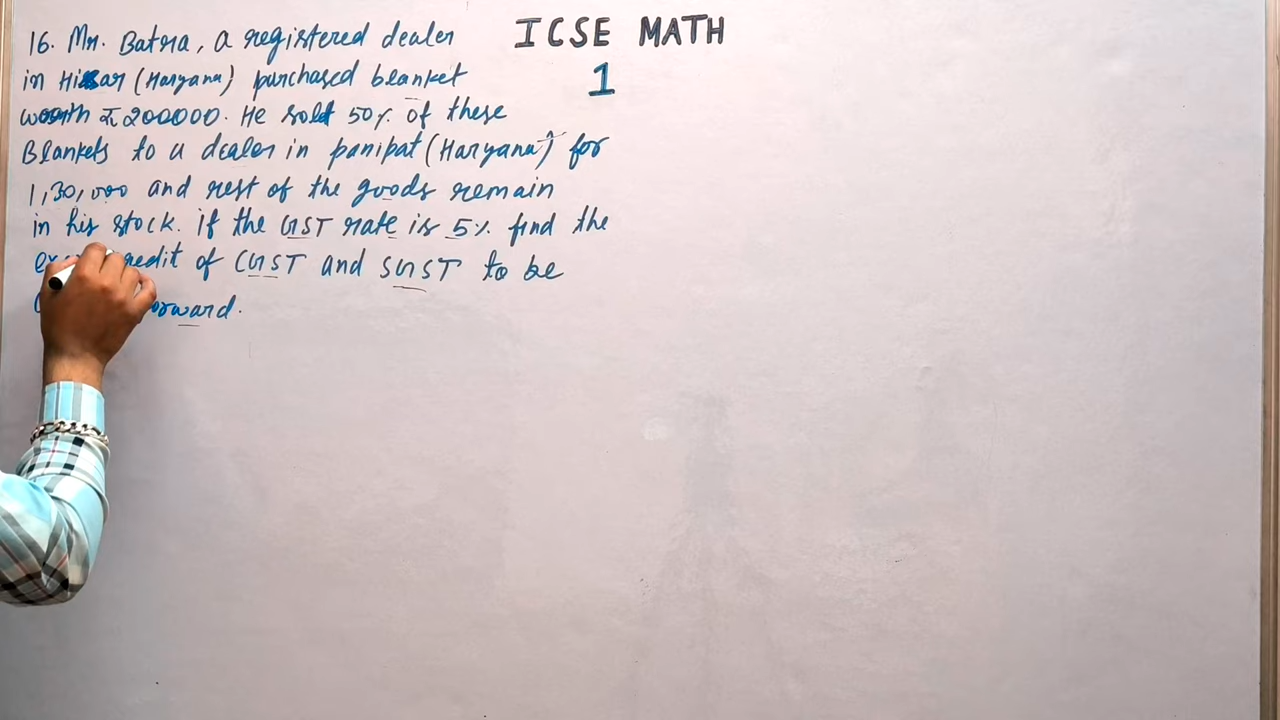 16. Mr. Batra, a registered dealer
in Hissar (Haryana) purchased blanket
worth ₹200000. He sold 50% of these
Blankets to a dealer in panipat (Haryana) for
1,30,000 and rest of the goods remain
in his stock. if the GST rate is 5% find the
of CGST and SGST to be
ICSE MATH
1